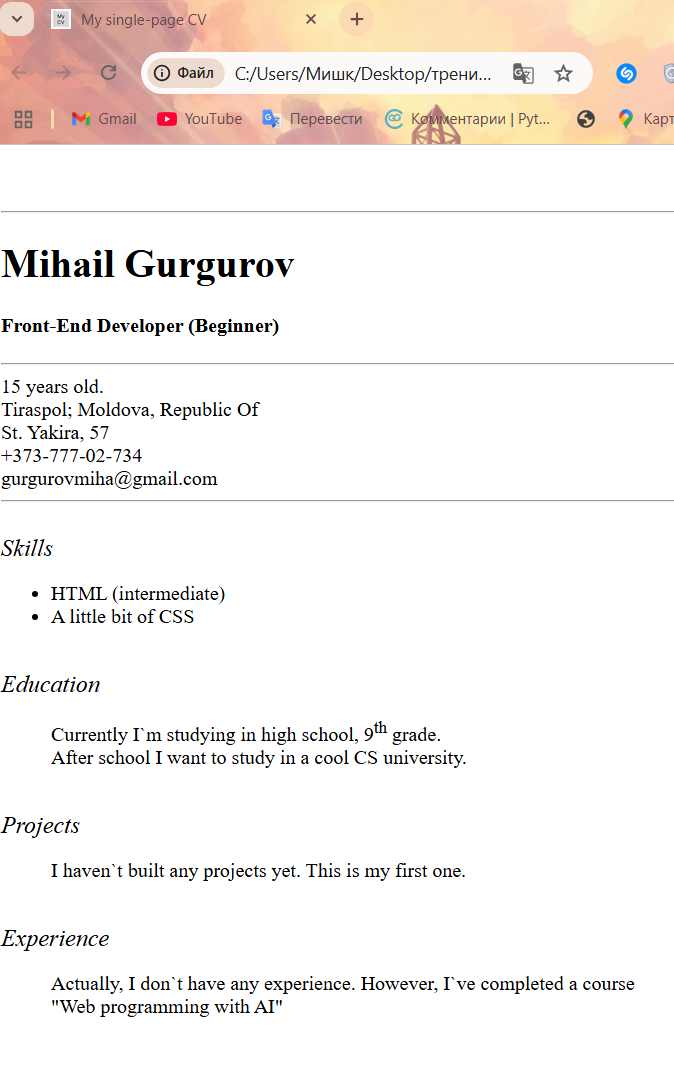 My CV
My single-page CV
Файл
C:/Users/Мишк/Desktop/трени...
Gmail
YouTube
Перевести
Комментарии | Pyt...
Карт
Mihail Gurgurov
Front-End Developer (Beginner)
15 years old.
Tiraspol; Moldova, Republic Of
St. Yakira, 57
+373-777-02-734
gurgurovmiha@gmail.com
Skills
HTML (intermediate)
A little bit of CSS
Education
Currently I`m studying in high school, 9th grade.
After school I want to study in a cool CS university.
Projects
I haven`t built any projects yet. This is my first one.
Experience
Actually, I don`t have any experience. However, I`ve completed a course
"Web programming with AI"